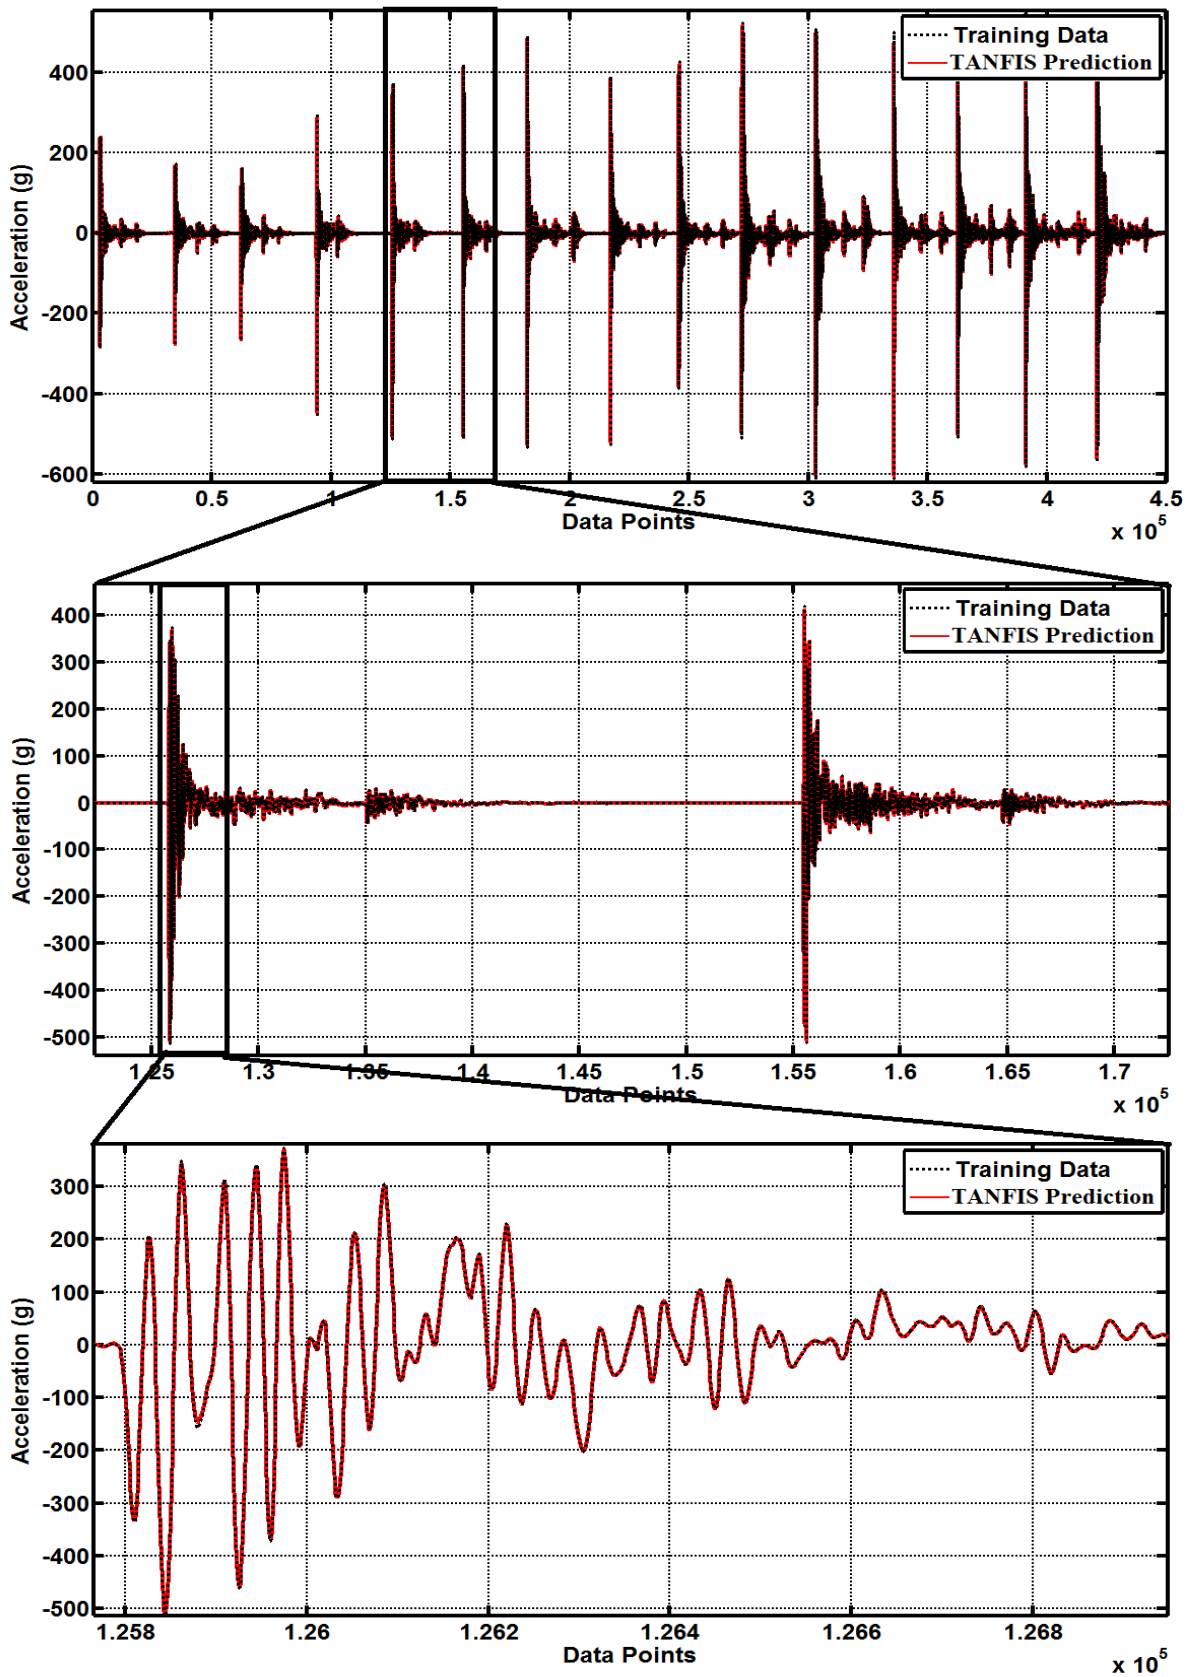 Training Data
TANFIS Prediction
400
200
0
-200
-400
-600
Acceleration (g)
0 0.5 1 1.5 2 2.5 3 3.5 4 4.5
Data Points
x 10^5
Training Data
TANFIS Prediction
400
300
200
100
0
-100
-200
-300
-400
-500
Acceleration (g)
1.25 1.3 1.35 1.4 1.45 1.5 1.55 1.6 1.65 1.7
Data Points
x 10^5
Training Data
TANFIS Prediction
300
200
100
0
-100
-200
-300
-400
-500
Acceleration (g)
1.258 1.26 1.262 1.264 1.266 1.268
Data Points
x 10^5